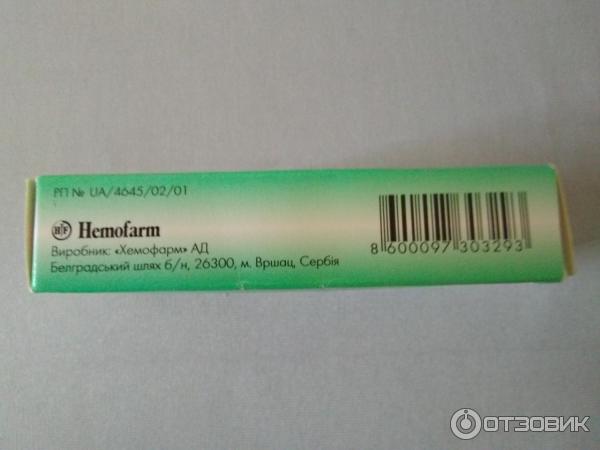 РП № UA/4645/02/01
HF Hemofarm
Виробник: «Хемофарм» АД
Белградський шлях б/н, 26300, м. Вршац, Сербія
8 600097 303293
ОТЗОВИК